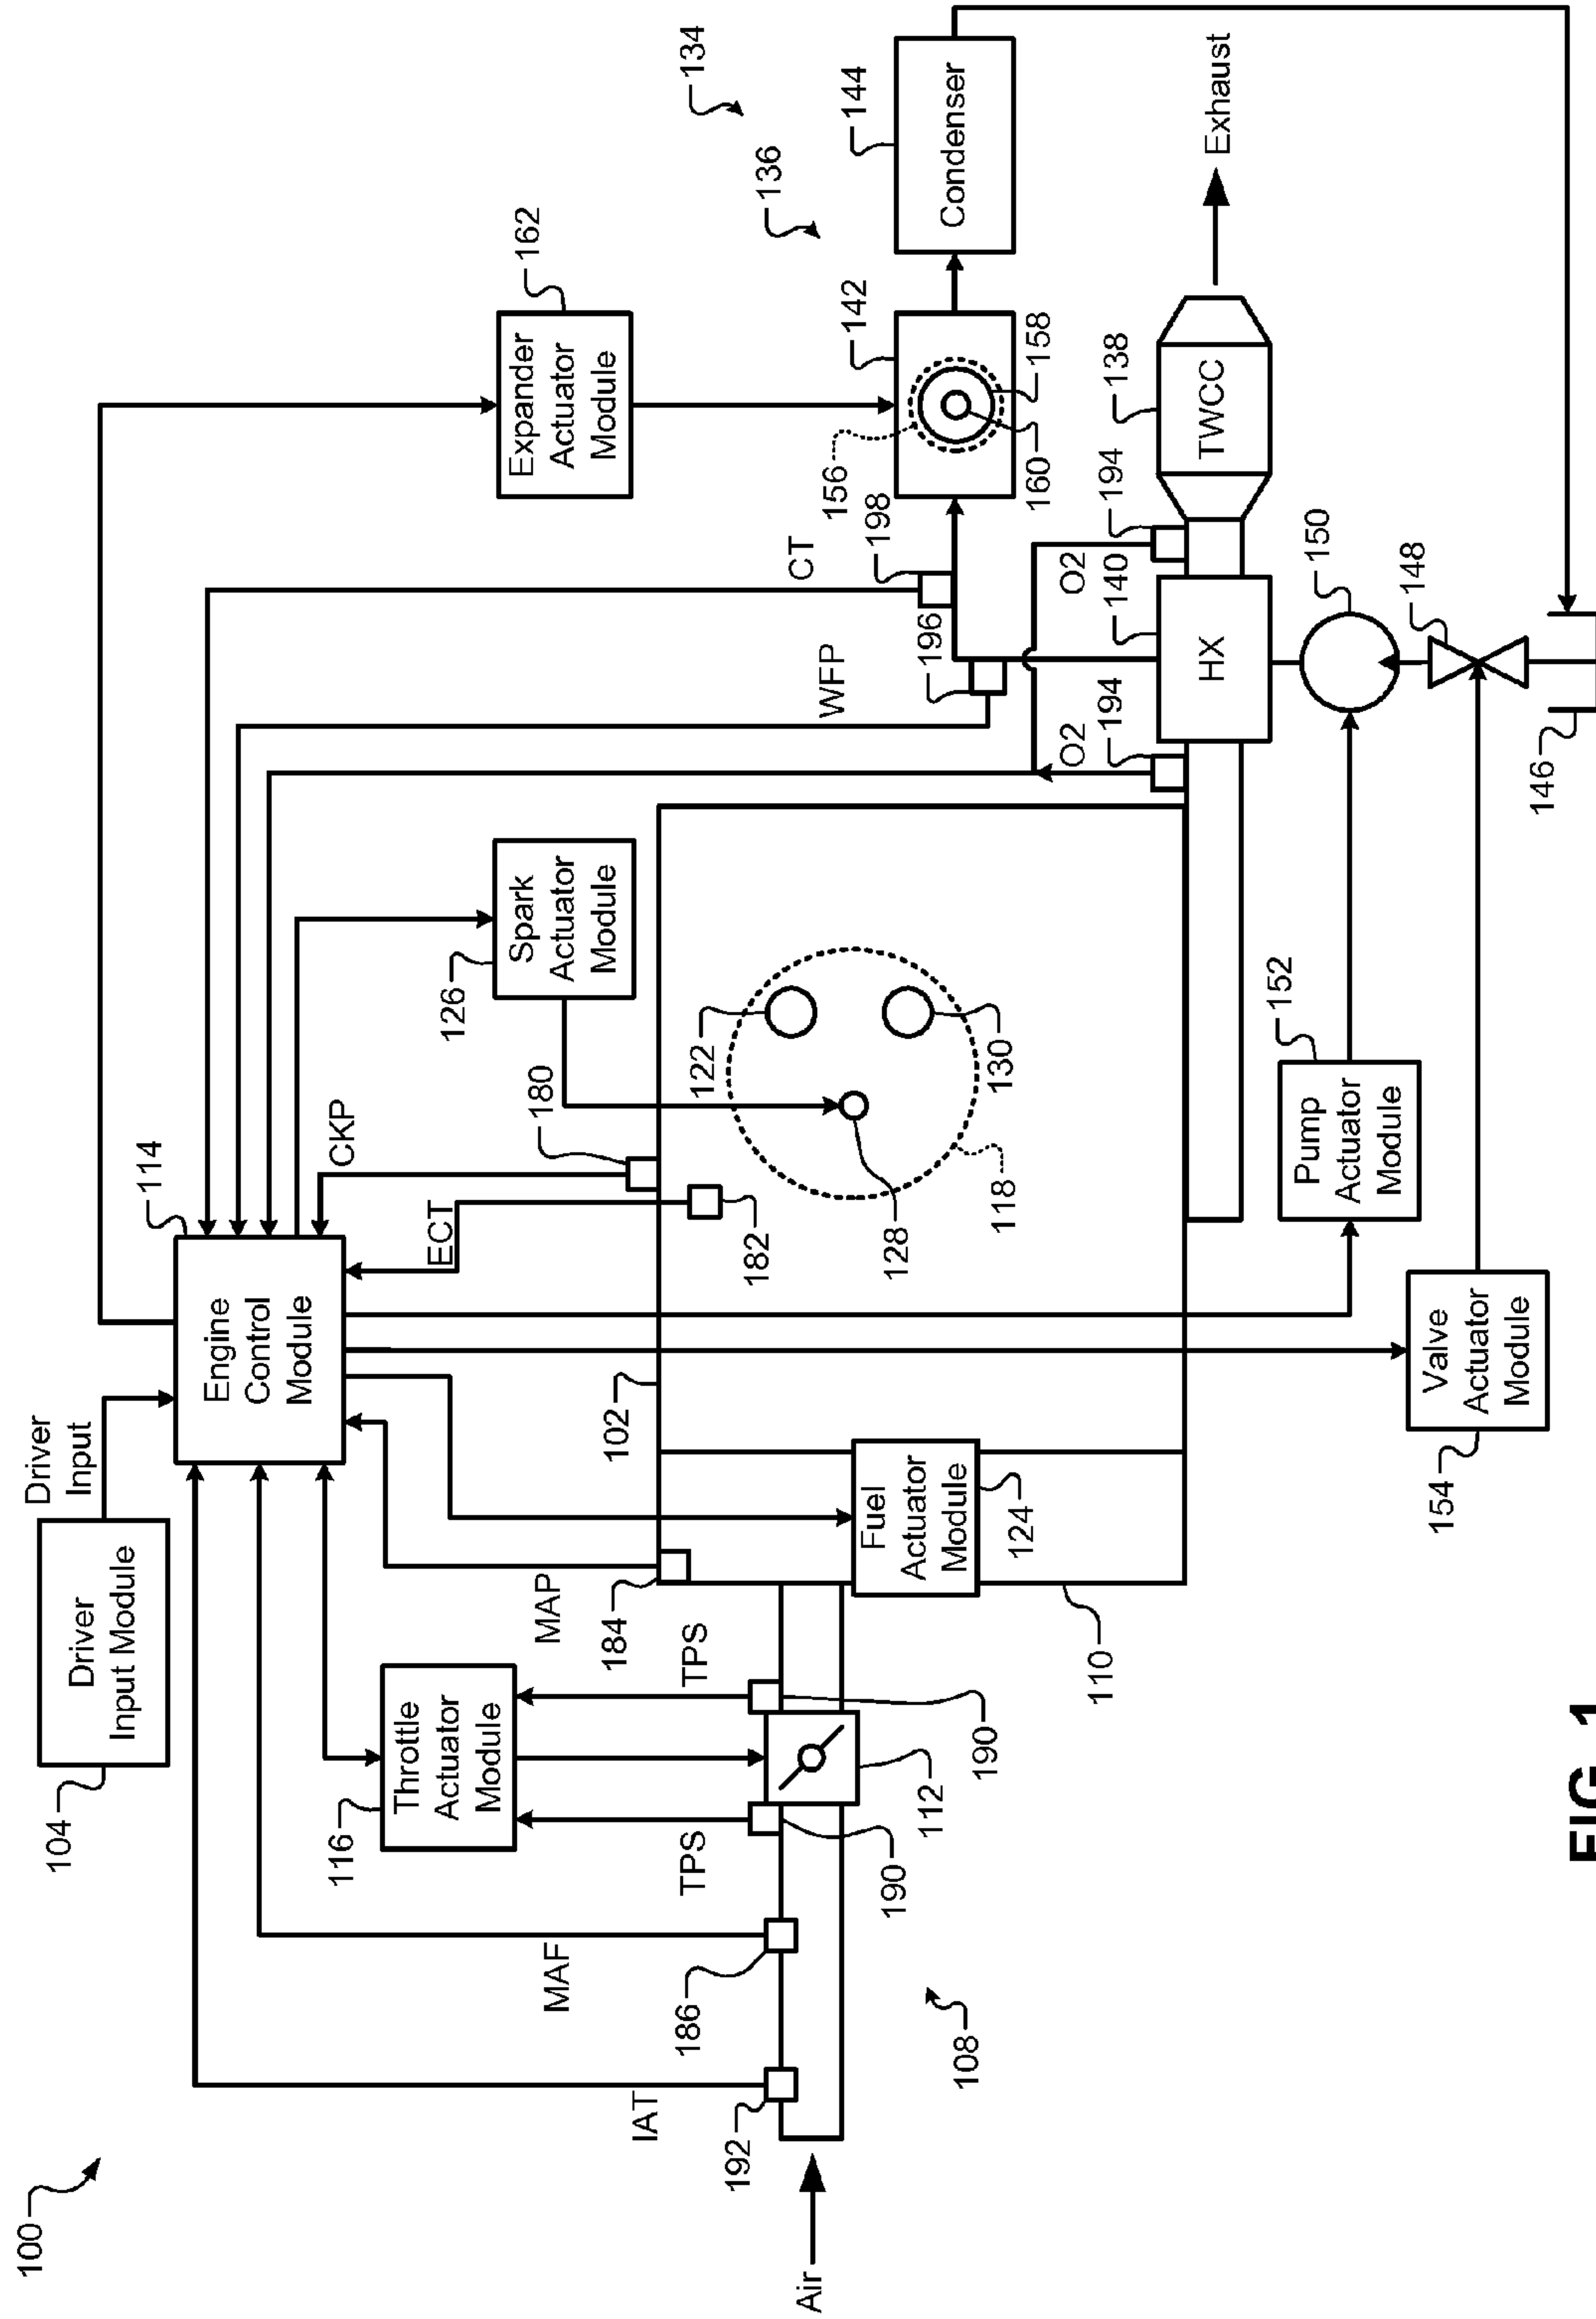 100
104
Driver
Input Module
Driver
Input
114
Engine
Control
Module
Expander
Actuator
Module
162
134
136
116
Throttle
Actuator
Module
CKP
ECT
180
182
126
Spark
Actuator
Module
WFP
CT
196
198
156
142
158
160
144
Condenser
IAT
MAF
TPS
TPS
MAP
192
186
190
190
184
112
102
Air
108
110
Fuel
Actuator
Module
124
122
130
128
118
O2
194
O2
194
140
HX
138
TWCC
Exhaust
154
Valve
Actuator
Module
152
Pump
Actuator
Module
150
148
146
FIG. 1